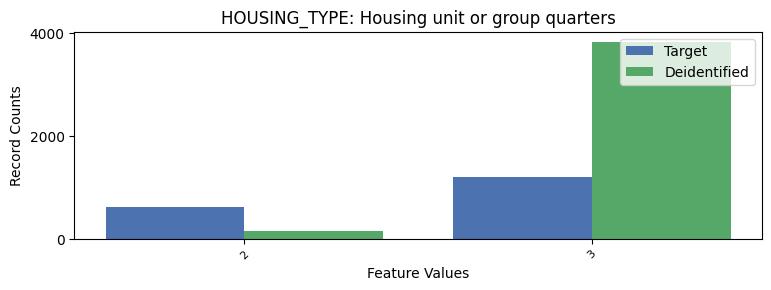 HOUSING_TYPE: Housing unit or group quarters
Target
Deidentified
Record Counts
4000
2000
0
2
3
Feature Values